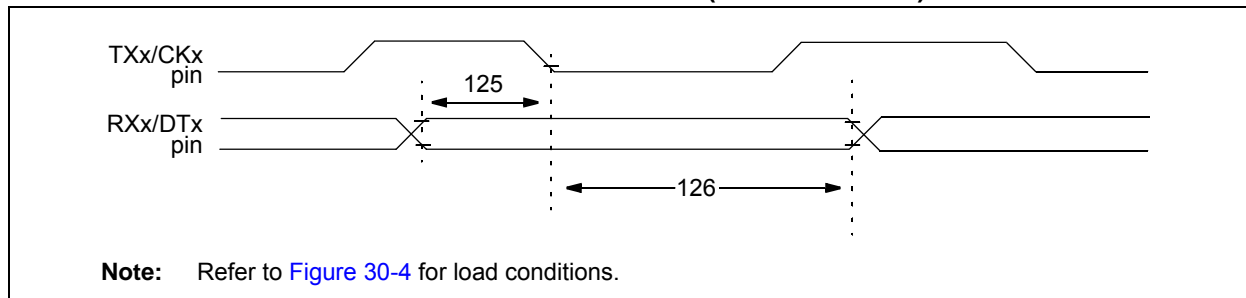 TXx/CKx
pin
125
RXx/DTx
pin
126
Note: Refer to Figure 30-4 for load conditions.